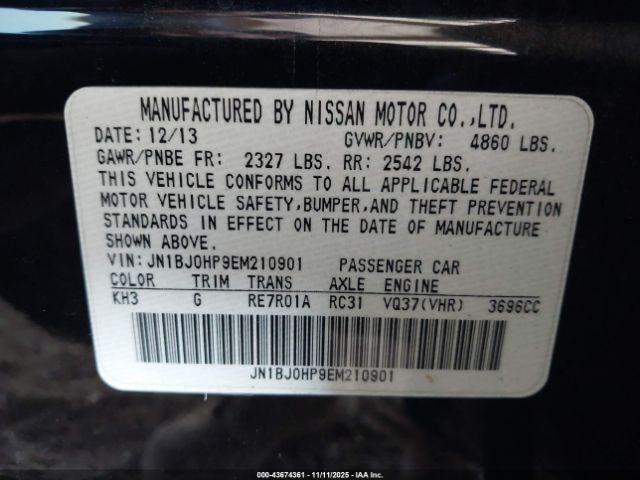 MANUFACTURED BY NISSAN MOTOR CO.,LTD.
DATE: 12/13 GVWR/PNBV: 4860 LBS.
GAWR/PNBE FR: 2327 LBS. RR: 2542 LBS.
THIS VEHICLE CONFORMS TO ALL APPLICABLE FEDERAL
MOTOR VEHICLE SAFETY,BUMPER,AND THEFT PREVENTION
STANDARDS IN EFFECT ON THE DATE OF MANUFACTURE
SHOWN ABOVE.
VIN:JN1BJ0HP9EM210901 PASSENGER CAR
COLOR TRIM TRANS AXLE ENGINE
KH3 G RE7R01A RC31 VQ37(VHR) 3696CC
JN1BJ0HP9EM210901
000-43674361 - 11/11/2025 - IAA Inc.